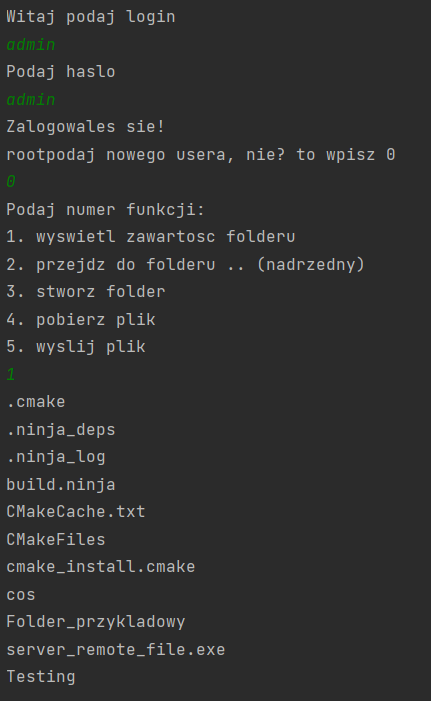 Witaj podaj login
admin
Podaj haslo
admin
Zalogowales sie!
rootpodaj nowego usera, nie? to wpisz 0
0
Podaj numer funkcji:
1. wyswietl zawartosc folderu
2. przejdz do folderu .. (nadrzedny)
3. stworz folder
4. pobierz plik
5. wyslij plik
1
.cmake
.ninja_deps
.ninja_log
build.ninja
CMakeCache.txt
CMakeFiles
cmake_install.cmake
cos
Folder_przykladowy
server_remote_file.exe
Testing